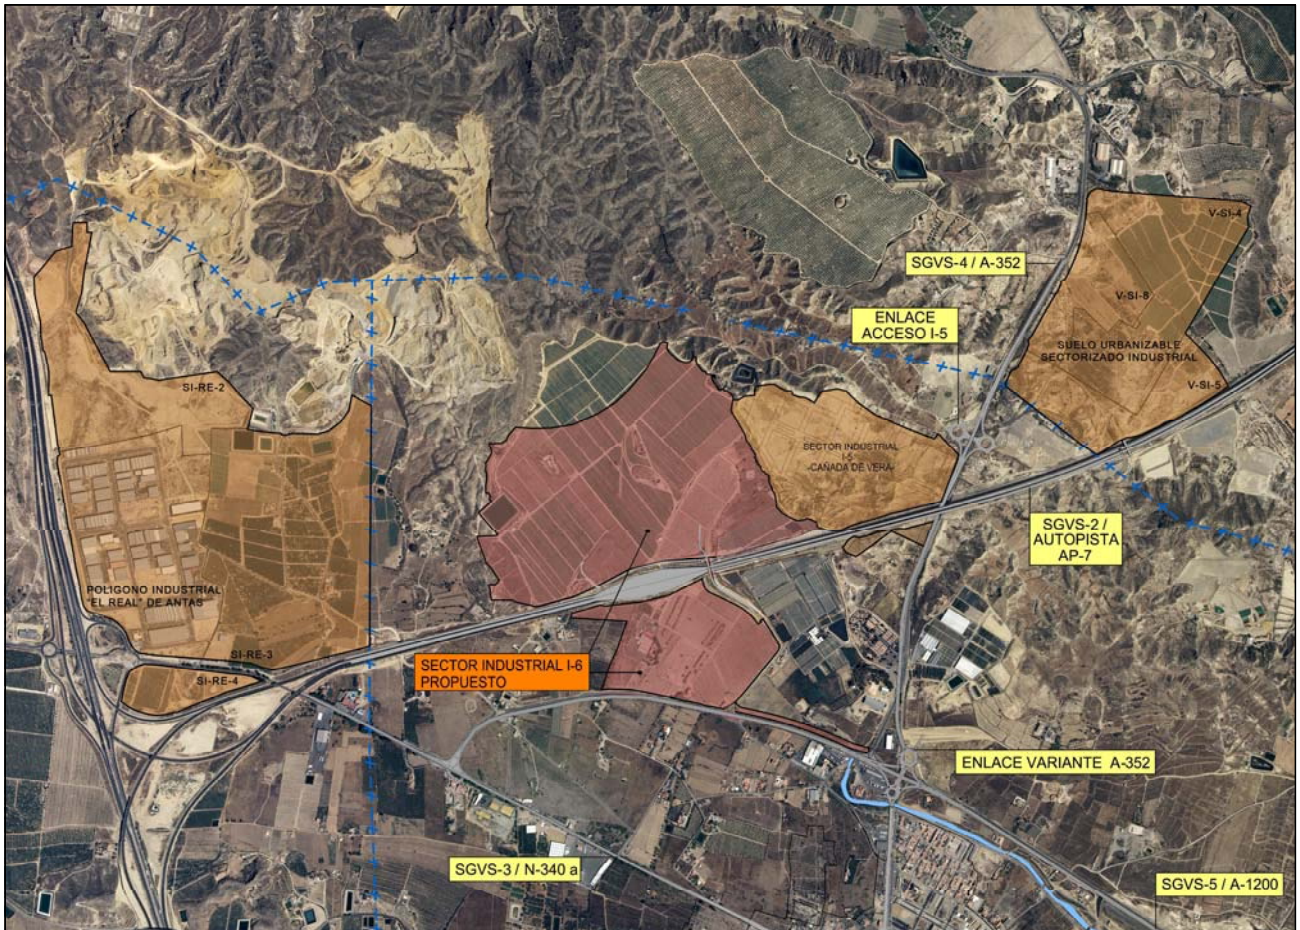 V-SI-4
SGVS-4 / A-352
V-SI-8
ENLACE
ACCESO I-5
SUELO URBANIZABLE
SECTORIZADO INDUSTRIAL
SI-RE-2
V-SI-5
SECTOR INDUSTRIAL
I-5
-CAÑADA DE VERA-
SGVS-2 /
AUTOPISTA
AP-7
POLIGONO INDUSTRIAL
"EL REAL" DE ANTAS
SI-RE-3
SECTOR INDUSTRIAL I-6
PROPUESTO
SI-RE-4
ENLACE VARIANTE A-352
SGVS-3 / N-340 a
SGVS-5 / A-1200